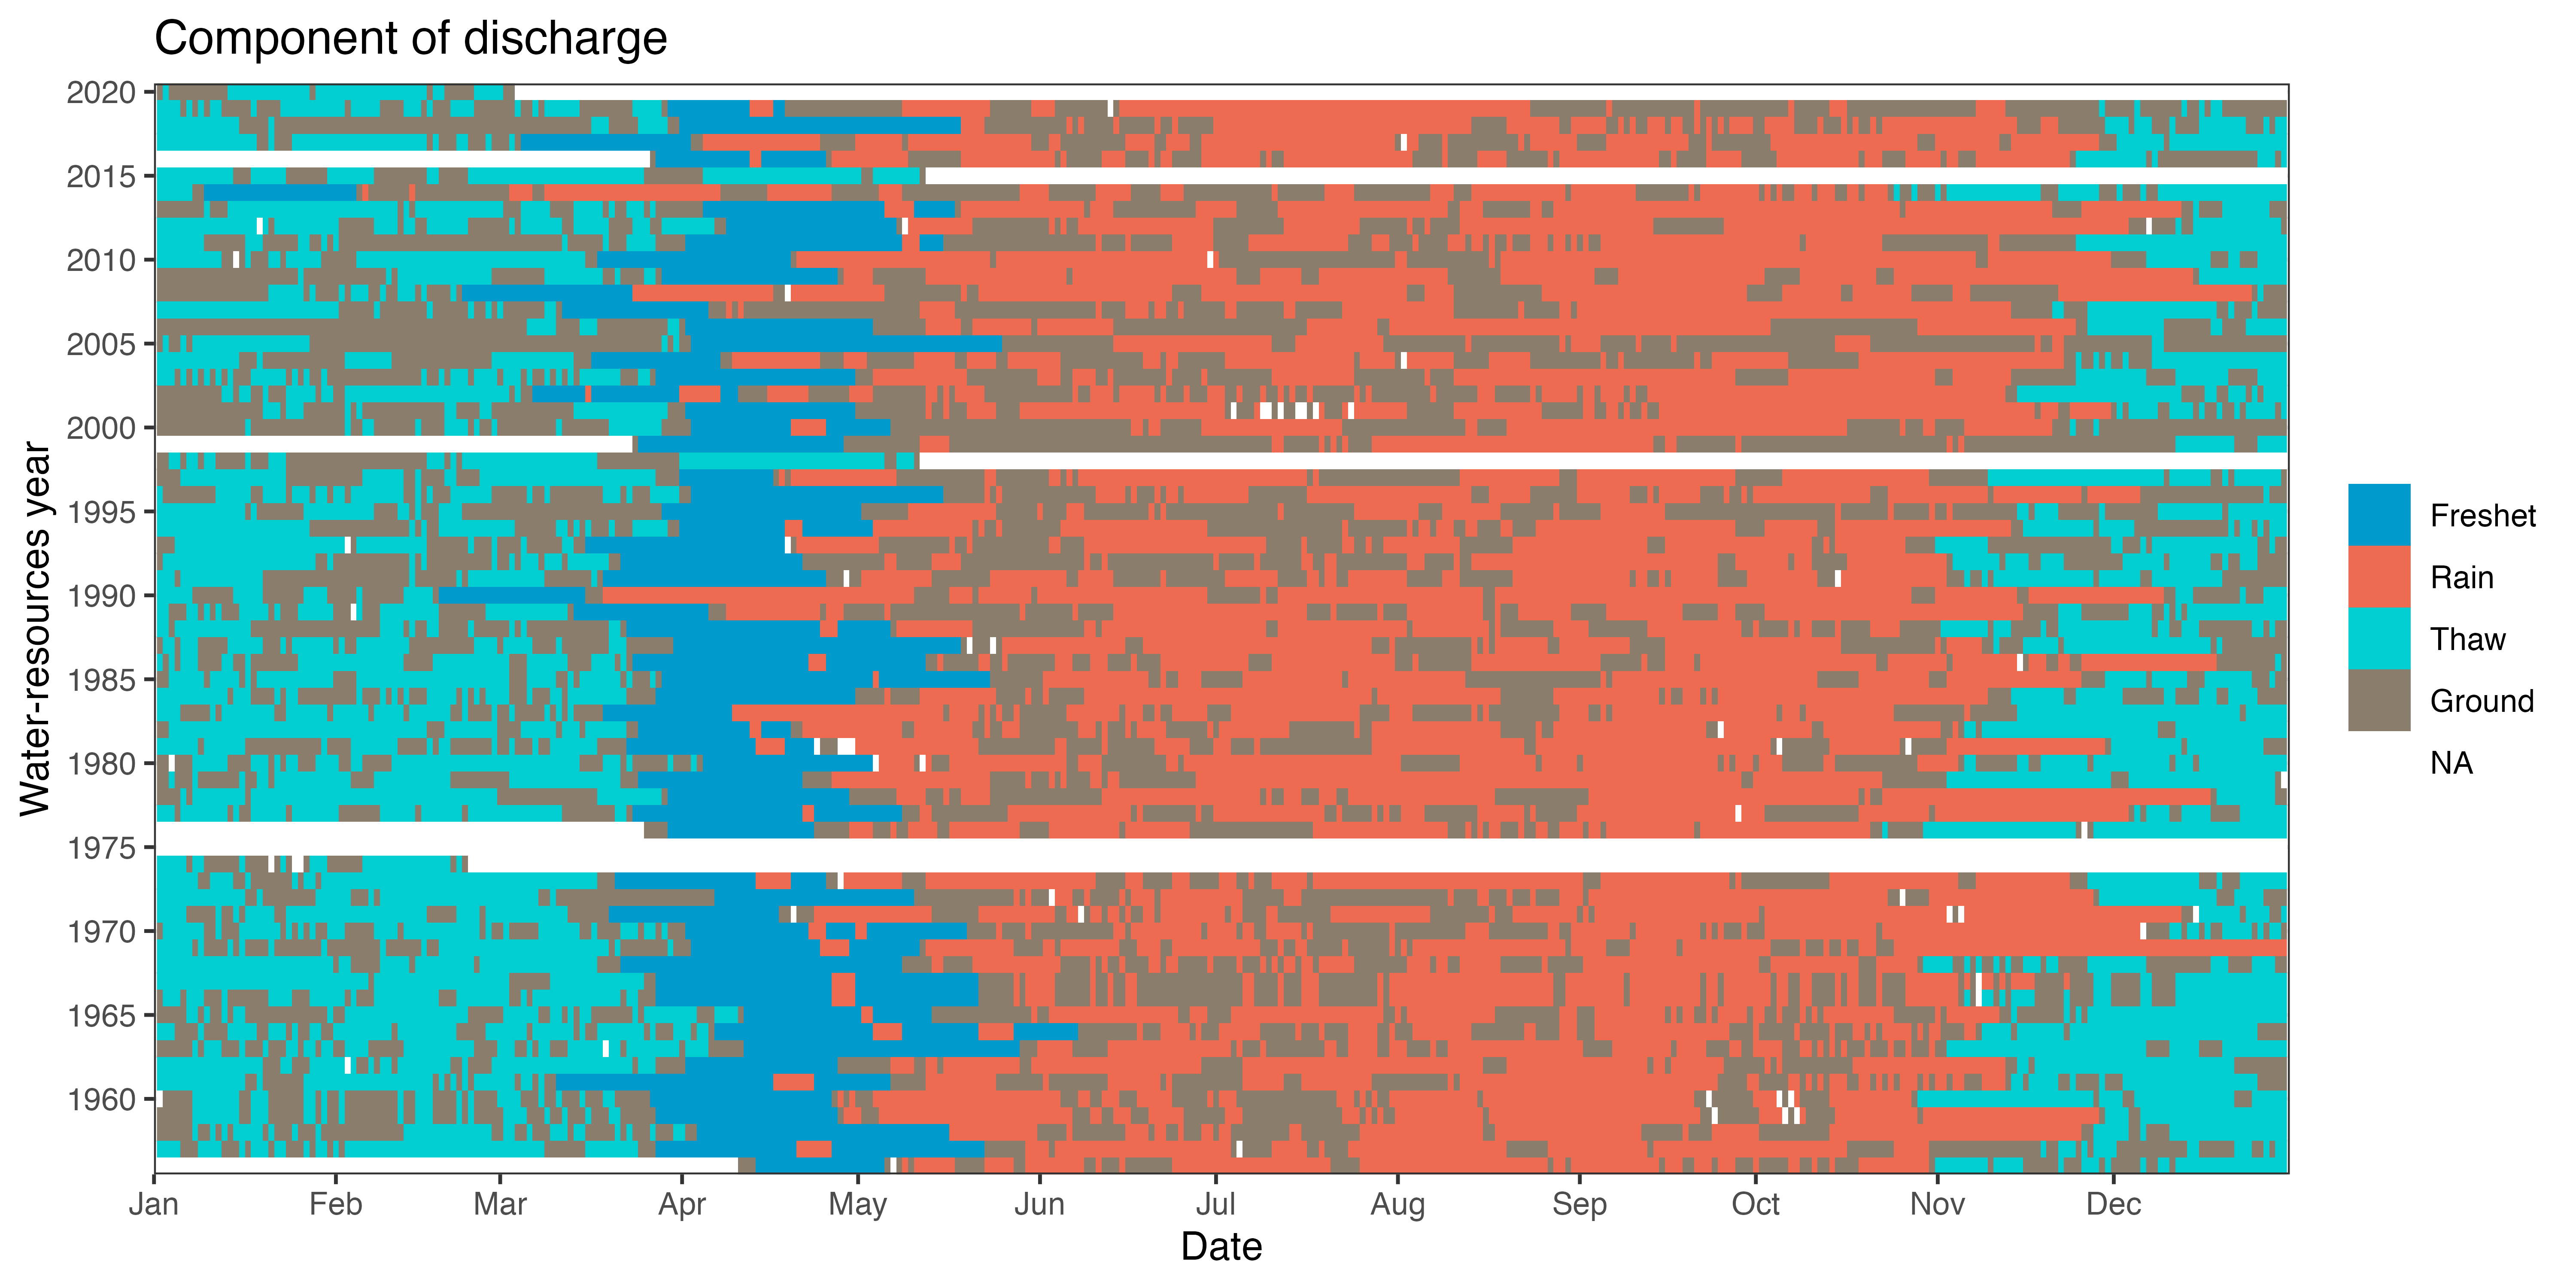 Component of discharge
Water-resources year
2020
2015
2010
2005
2000
1995
1990
1985
1980
1975
1970
1965
1960
Jan Feb Mar Apr May Jun Jul Aug Sep Oct Nov Dec
Date
Freshet
Rain
Thaw
Ground
NA